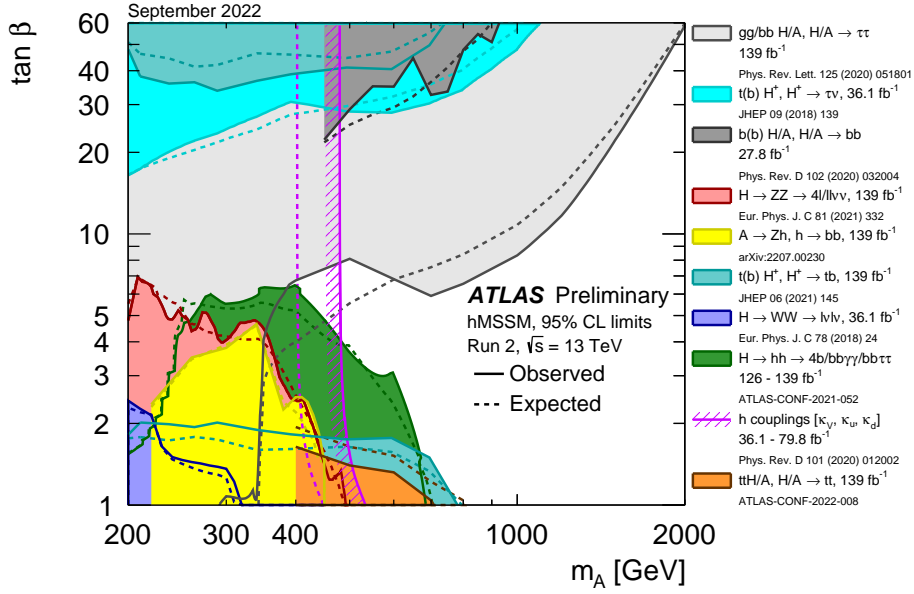 September 2022
tan β
60
40
30
20
10
5
4
3
2
1
200
300
400
1000
2000
m_A [GeV]
ATLAS Preliminary
hMSSM, 95% CL limits
Run 2, √s = 13 TeV
Observed
Expected
gg/bb H/A, H/A → ττ
139 fb⁻¹
Phys. Rev. Lett. 125 (2020) 051801
t(b) H⁺, H⁺ → τν, 36.1 fb⁻¹
JHEP 09 (2018) 139
b(b) H/A, H/A → bb
27.8 fb⁻¹
Phys. Rev. D 102 (2020) 032004
H → ZZ → 4l/llνν, 139 fb⁻¹
Eur. Phys. J. C 81 (2021) 332
A → Zh, h → bb, 139 fb⁻¹
arXiv:2207.00230
t(b) H⁺, H⁺ → tb, 139 fb⁻¹
JHEP 06 (2021) 145
H → WW → lνlν, 36.1 fb⁻¹
Eur. Phys. J. C 78 (2018) 24
H → hh → 4b/bbγγ/bbττ
126 - 139 fb⁻¹
ATLAS-CONF-2021-052
h couplings [κ_V, κ_u, κ_d]
36.1 - 79.8 fb⁻¹
Phys. Rev. D 101 (2020) 012002
ttH/A, H/A → tt, 139 fb⁻¹
ATLAS-CONF-2022-008